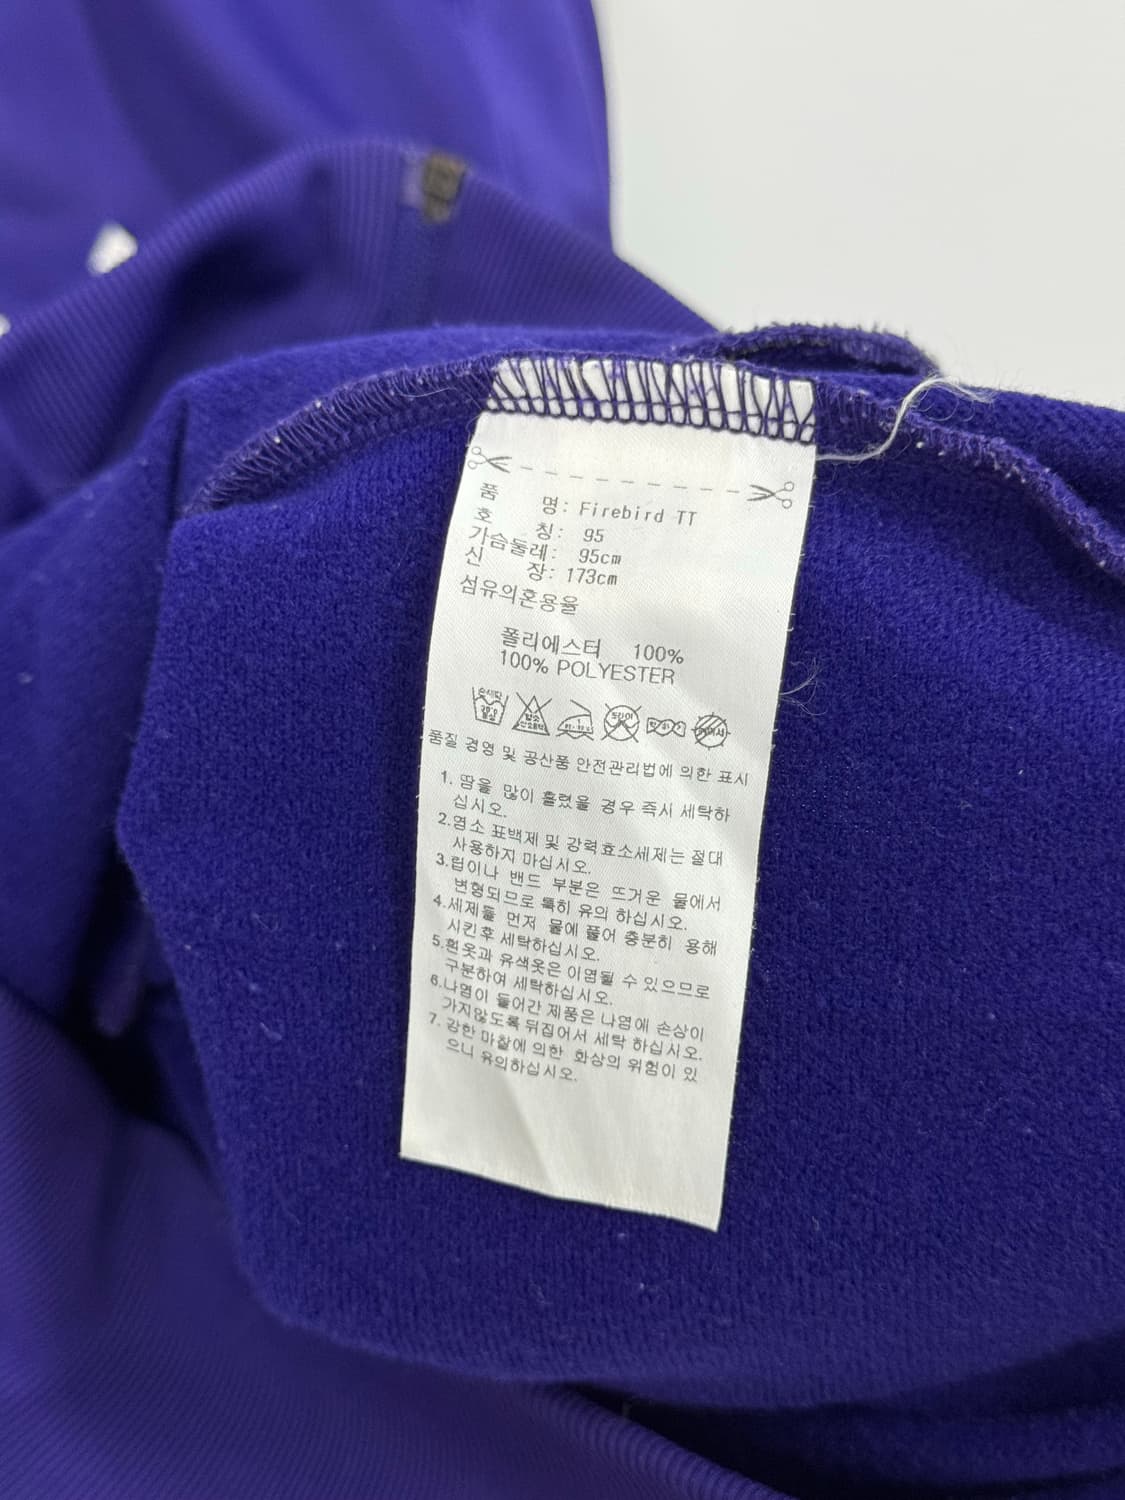 품 명: Firebird TT
호 칭: 95
가슴둘레: 95cm
신 장: 173cm
섬유의혼용율
폴리에스터 100%
100% POLYESTER
품질 경영 및 공산품 안전관리법에 의한 표시
1. 땀을 많이 흘렸을 경우 즉시 세탁하
십시오.
2.염소 표백제 및 강력효소세제는 절대
사용하지 마십시오.
3.립이나 밴드 부분은 뜨거운 물에서
변형되므로 특히 유의 하십시오.
4.세제를 먼저 물에 풀어 충분히 용해
시킨후 세탁하십시오.
5.흰옷과 유색옷은 이염될 수 있으므로
구분하여 세탁하십시오.
6.나염이 들어간 제품은 나염에 손상이
가지않도록 뒤집어서 세탁 하십시오.
7. 강한 마찰에 의한 화상의 위험이 있
으니 유의하십시오.